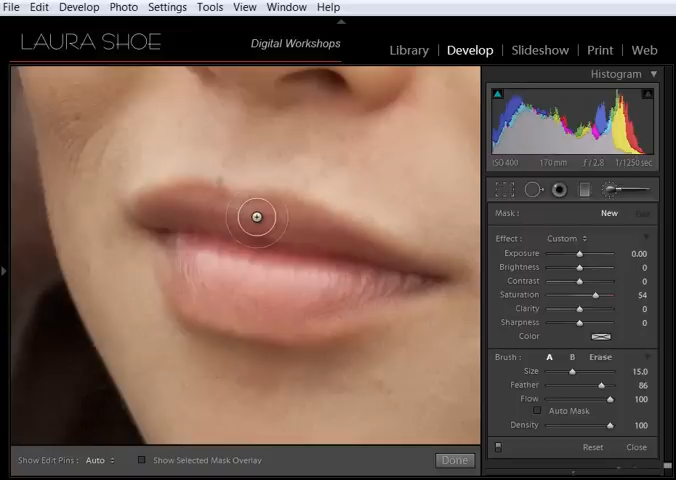 File Edit Develop Photo Settings Tools View Window Help
LAURA SHOE Digital Workshops
Library | Develop | Slideshow | Print | Web
Histogram
ISO 400 170 mm ƒ / 2.8 1/1250 sec
Mask: New
Effect: Custom
Exposure 0.00
Brightness 0
Contrast 0
Saturation 54
Clarity 0
Sharpness 0
Color
Brush: A B Erase
Size 15.0
Feather 86
Flow 100
Auto Mask
Density 100
Reset Close
Show Edit Pins: Auto Show Selected Mask Overlay Done